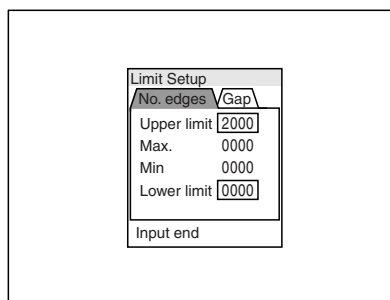 Limit Setup
No. edges Gap
Upper limit 2000
Max. 0000
Min 0000
Lower limit 0000
Input end